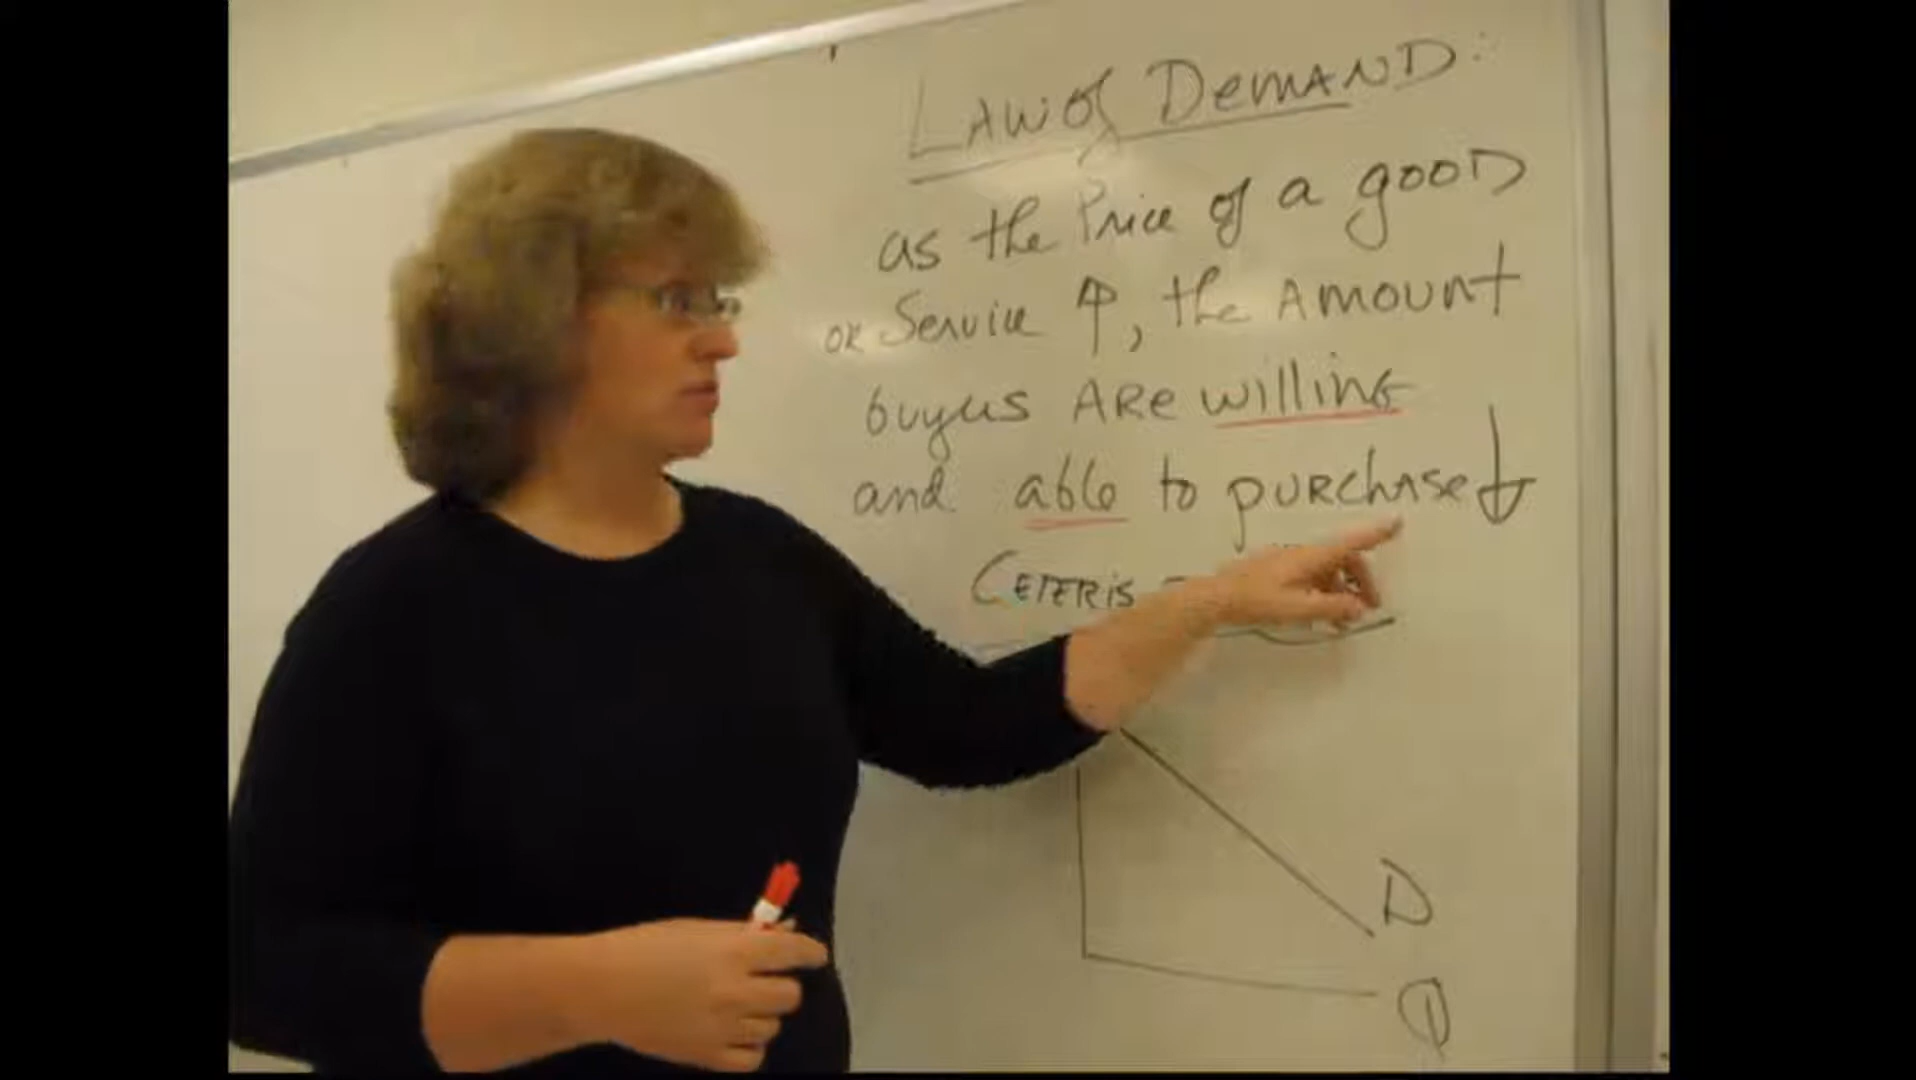 LAW of DEMAND:
as the Price of a good
or Service ↑, the Amount
buyers ARE willing
and able to purchase ↓
CETERIS
D
Q